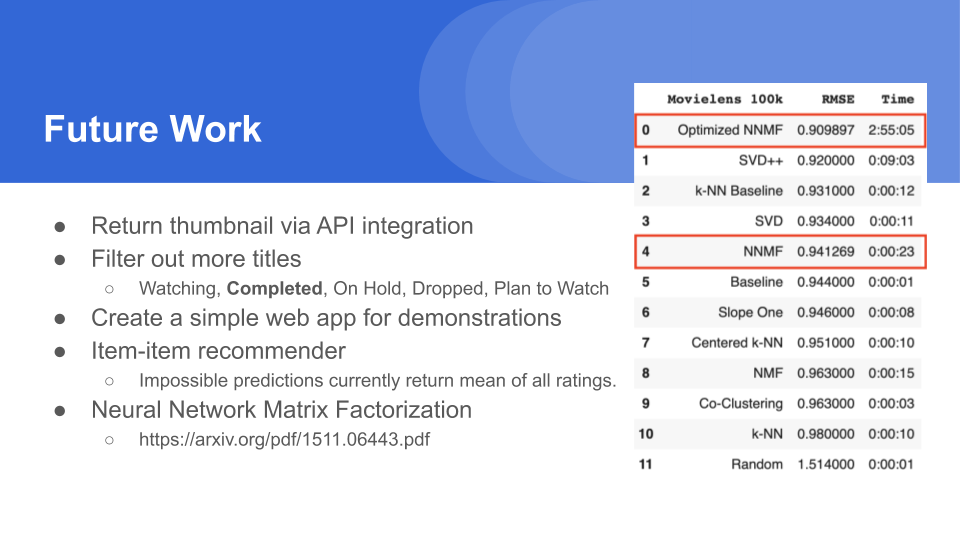 Future Work
● Return thumbnail via API integration
● Filter out more titles
○ Watching, Completed, On Hold, Dropped, Plan to Watch
● Create a simple web app for demonstrations
● Item-item recommender
○ Impossible predictions currently return mean of all ratings.
● Neural Network Matrix Factorization
○ https://arxiv.org/pdf/1511.06443.pdf
Movielens 100k RMSE Time
0 Optimized NNMF 0.909897 2:55:05
1 SVD++ 0.920000 0:09:03
2 k-NN Baseline 0.931000 0:00:12
3 SVD 0.934000 0:00:11
4 NNMF 0.941269 0:00:23
5 Baseline 0.944000 0:00:01
6 Slope One 0.946000 0:00:08
7 Centered k-NN 0.951000 0:00:10
8 NMF 0.963000 0:00:15
9 Co-Clustering 0.963000 0:00:03
10 k-NN 0.980000 0:00:10
11 Random 1.514000 0:00:01